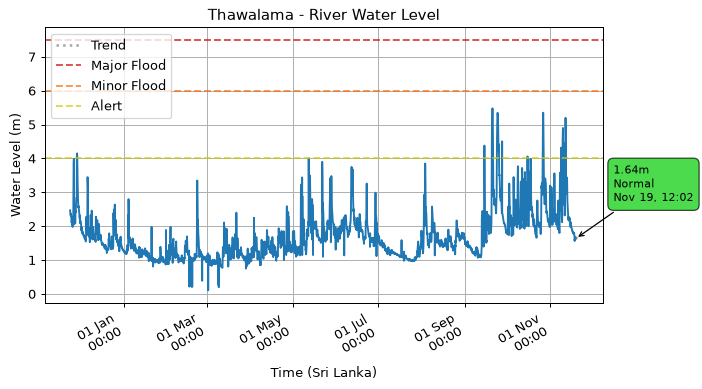 Thawalama - River Water Level
Trend
Major Flood
Minor Flood
Alert
Water Level (m)
7
6
5
4
3
2
1
0
1.64m
Normal
Nov 19, 12:02
01 Jan
00:00
01 Mar
00:00
01 May
00:00
01 Jul
00:00
01 Sep
00:00
01 Nov
00:00
Time (Sri Lanka)